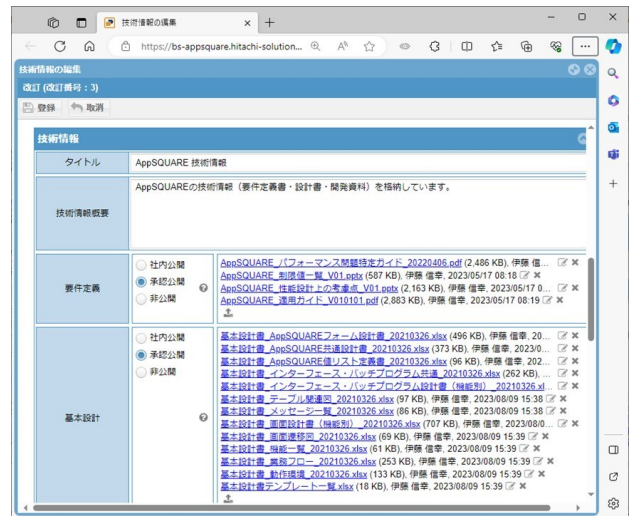 技術情報の編集
https://bs-appsquare.hitachi-solution...
技術情報の編集
改訂 (改訂番号：3)
登録 取消
技術情報
タイトル
AppSQUARE 技術情報
技術情報概要
AppSQUAREの技術情報（要件定義書・設計書・開発資料）を格納しています。
要件定義
社内公開
承認公開
非公開
AppSQUARE_パフォーマンス問題特定ガイド_20220406.pdf (2,486 KB), 伊藤 信...
AppSQUARE_制限値一覧_V01.pptx (587 KB), 伊藤 信幸, 2023/05/17 08:18
AppSQUARE_性能設計上の考慮点_V01.pptx (2,163 KB), 伊藤 信幸, 2023/05/17 0...
AppSQUARE_適用ガイド_V010101.pdf (2,883 KB), 伊藤 信幸, 2023/05/17 08:19
基本設計
社内公開
承認公開
非公開
基本設計書_AppSQUAREフォーム設計書_20210326.xlsx (496 KB), 伊藤 信幸, 20...
基本設計書_AppSQUARE共通設計書_20210326.xlsx (373 KB), 伊藤 信幸, 2023/0...
基本設計書_AppSQUARE値リスト定義書_20210326.xlsx (96 KB), 伊藤 信幸, 202...
基本設計書_インターフェース・バッチプログラム共通_20210326.xlsx (262 KB), ...
基本設計書_インターフェース・バッチプログラム設計書（機能別）_20210326.xl...
基本設計書_テーブル関連図_20210326.xlsx (97 KB), 伊藤 信幸, 2023/08/09 15:38
基本設計書_メッセージ一覧_20210326.xlsx (86 KB), 伊藤 信幸, 2023/08/09 15:38
基本設計書_画面設計書（機能別）_20210326.xlsx (707 KB), 伊藤 信幸, 2023/08/0...
基本設計書_画面遷移図_20210326.xlsx (69 KB), 伊藤 信幸, 2023/08/09 15:39
基本設計書_機能一覧_20210326.xlsx (61 KB), 伊藤 信幸, 2023/08/09 15:39
基本設計書_業務フロー_20210326.xlsx (253 KB), 伊藤 信幸, 2023/08/09 15:39
基本設計書_動作環境_20210326.xlsx (133 KB), 伊藤 信幸, 2023/08/09 15:39
基本設計書テンプレート一覧.xlsx (18 KB), 伊藤 信幸, 2023/08/09 15:39